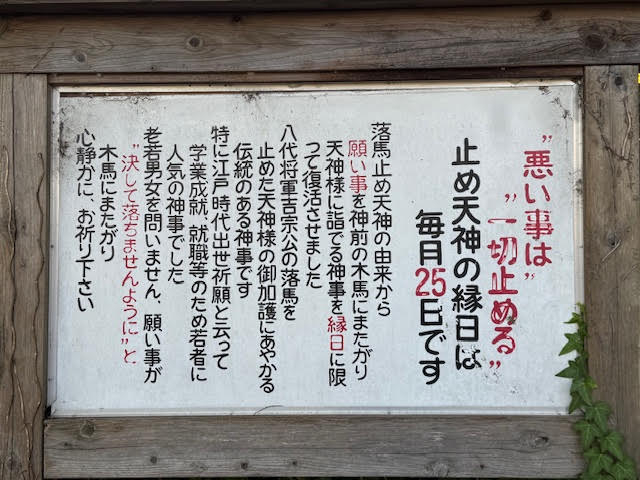 ”悪い事は”
”一切止める”
止め天神の縁日は
毎月25日です
落馬止め天神の由来から
願い事を神前の木馬にまたがり
天神様に詣でる神事を縁日に限
って復活させました
八代将軍吉宗公の落馬を
止めた天神様の御加護にあやかる
伝統のある神事です
特に江戸時代出世祈願と云って
学業成就、就職等のため若者に
人気の神事でした
老若男女を問いません、願い事が
”決して落ちませんように”と
木馬にまたがり
心静かに、お祈り下さい